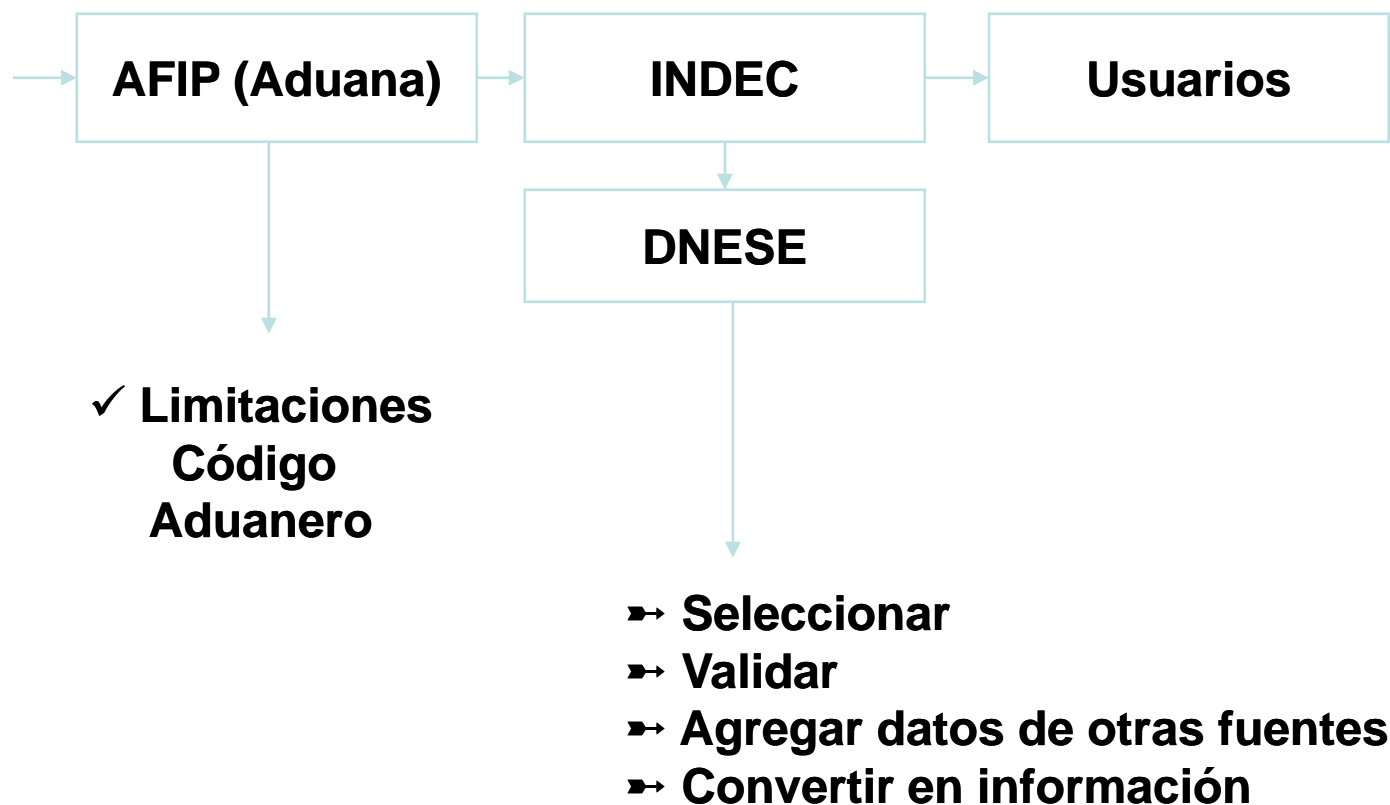 AFIP (Aduana)
INDEC
Usuarios
DNESE
✓ Limitaciones
Código
Aduanero
➽ Seleccionar
➽ Validar
➽ Agregar datos de otras fuentes
➽ Convertir en información